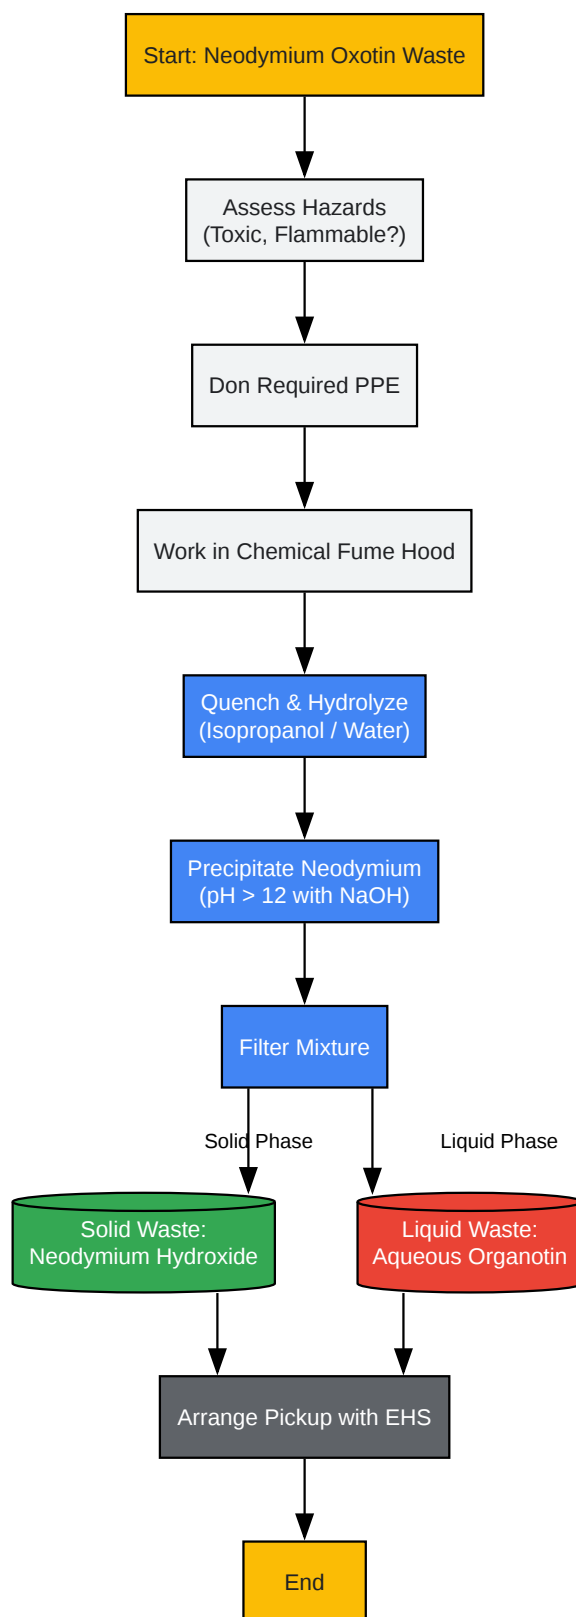 Start: Neodymium Oxotin Waste
Assess Hazards
(Toxic, Flammable?)
Don Required PPE
Work in Chemical Fume Hood
Quench & Hydrolyze
(Isopropanol / Water)
Precipitate Neodymium
(pH > 12 with NaOH)
Filter Mixture
Solid Phase
Liquid Phase
Solid Waste:
Neodymium Hydroxide
Liquid Waste:
Aqueous Organotin
Arrange Pickup with EHS
End